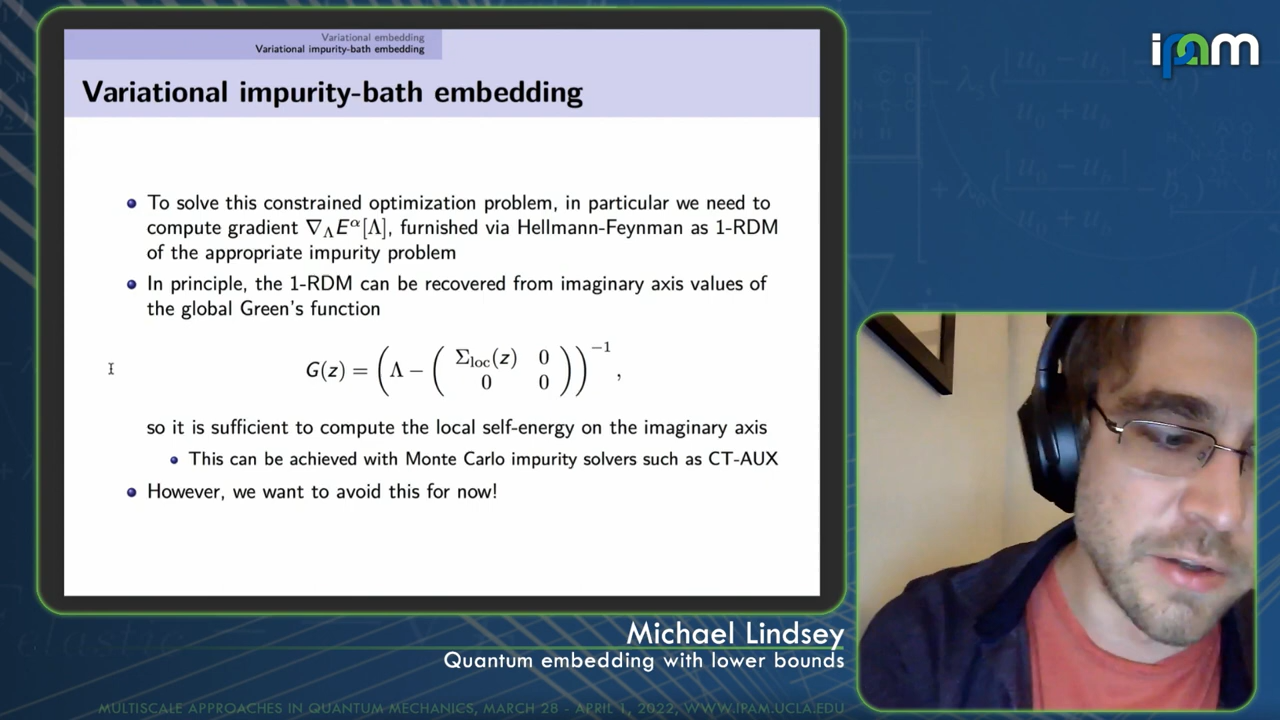 Variational embedding
Variational impurity-bath embedding
Variational impurity-bath embedding
ipam
To solve this constrained optimization problem, in particular we need to
compute gradient ∇_Λ E^α[Λ], furnished via Hellmann-Feynman as 1-RDM
of the appropriate impurity problem
In principle, the 1-RDM can be recovered from imaginary axis values of
the global Green's function
G(z) = (Λ − ( Σ_loc(z) 0
0 0 ))^−1,
so it is sufficient to compute the local self-energy on the imaginary axis
This can be achieved with Monte Carlo impurity solvers such as CT-AUX
However, we want to avoid this for now!
Michael Lindsey
Quantum embedding with lower bounds
MULTISCALE APPROACHES IN QUANTUM MECHANICS, MARCH 28 - APRIL 1, 2022, WWW.IPAM.UCLA.EDU